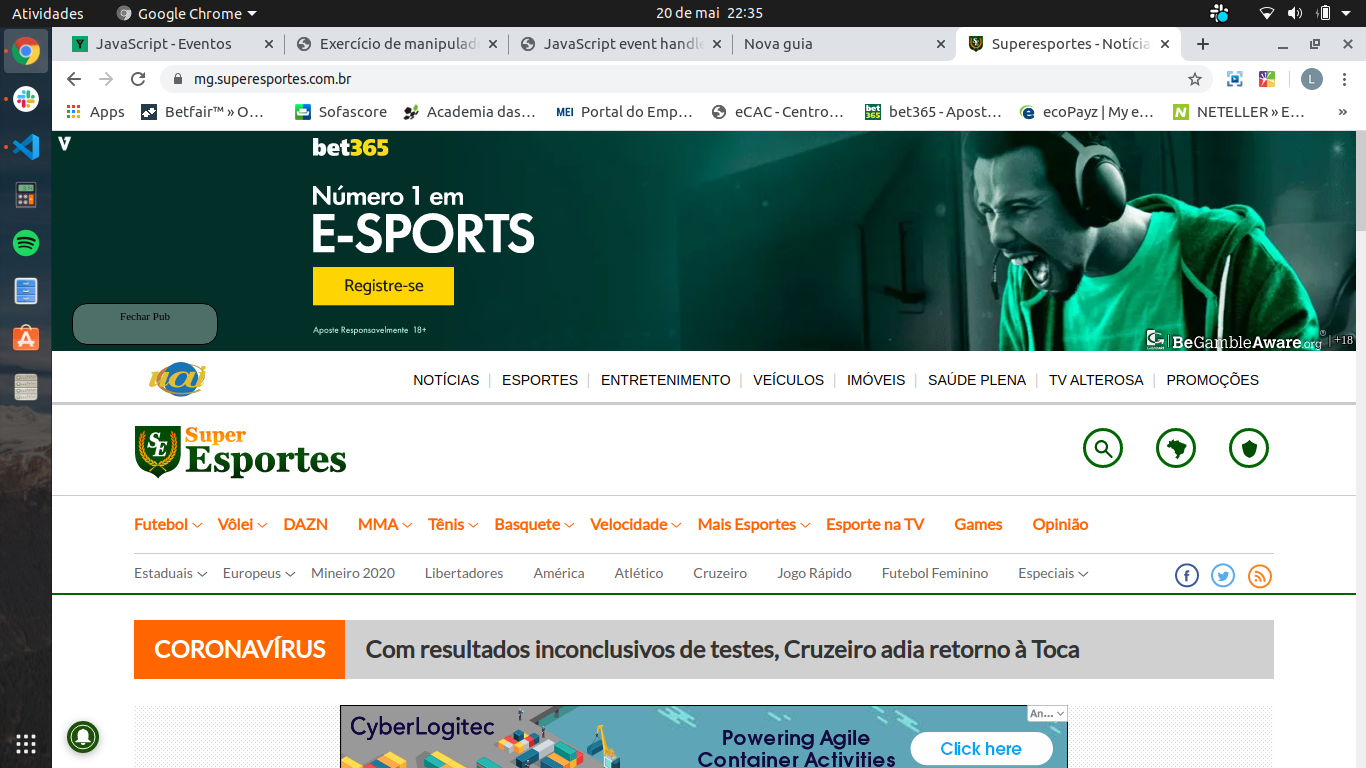 Atividades
Google Chrome
20 de mai 22:35
JavaScript - Eventos
Exercício de manipulad
JavaScript event handle
Nova guia
Superesportes - Notícia
mg.superesportes.com.br
L
Apps
Betfair™ » O…
Sofascore
Academia das…
MEI Portal do Emp…
eCAC - Centro…
bet365 bet365 - Apost…
ecoPayz | My e…
N NETELLER » E…
»
bet365
Número 1 em
E-SPORTS
Registre-se
Fechar Pub
Aposte Responsavelmente 18+
BeGambleAware.org® | +18
uai
NOTÍCIAS | ESPORTES | ENTRETENIMENTO | VEÍCULOS | IMÓVEIS | SAÚDE PLENA | TV ALTEROSA | PROMOÇÕES
SE Super
Esportes
Futebol Vôlei DAZN MMA Tênis Basquete Velocidade Mais Esportes Esporte na TV Games Opinião
Estaduais Europeus Mineiro 2020 Libertadores América Atlético Cruzeiro Jogo Rápido Futebol Feminino Especiais
CORONAVÍRUS Com resultados inconclusivos de testes, Cruzeiro adia retorno à Toca
CyberLogitec
An...
Powering Agile
Container Activities
Click here